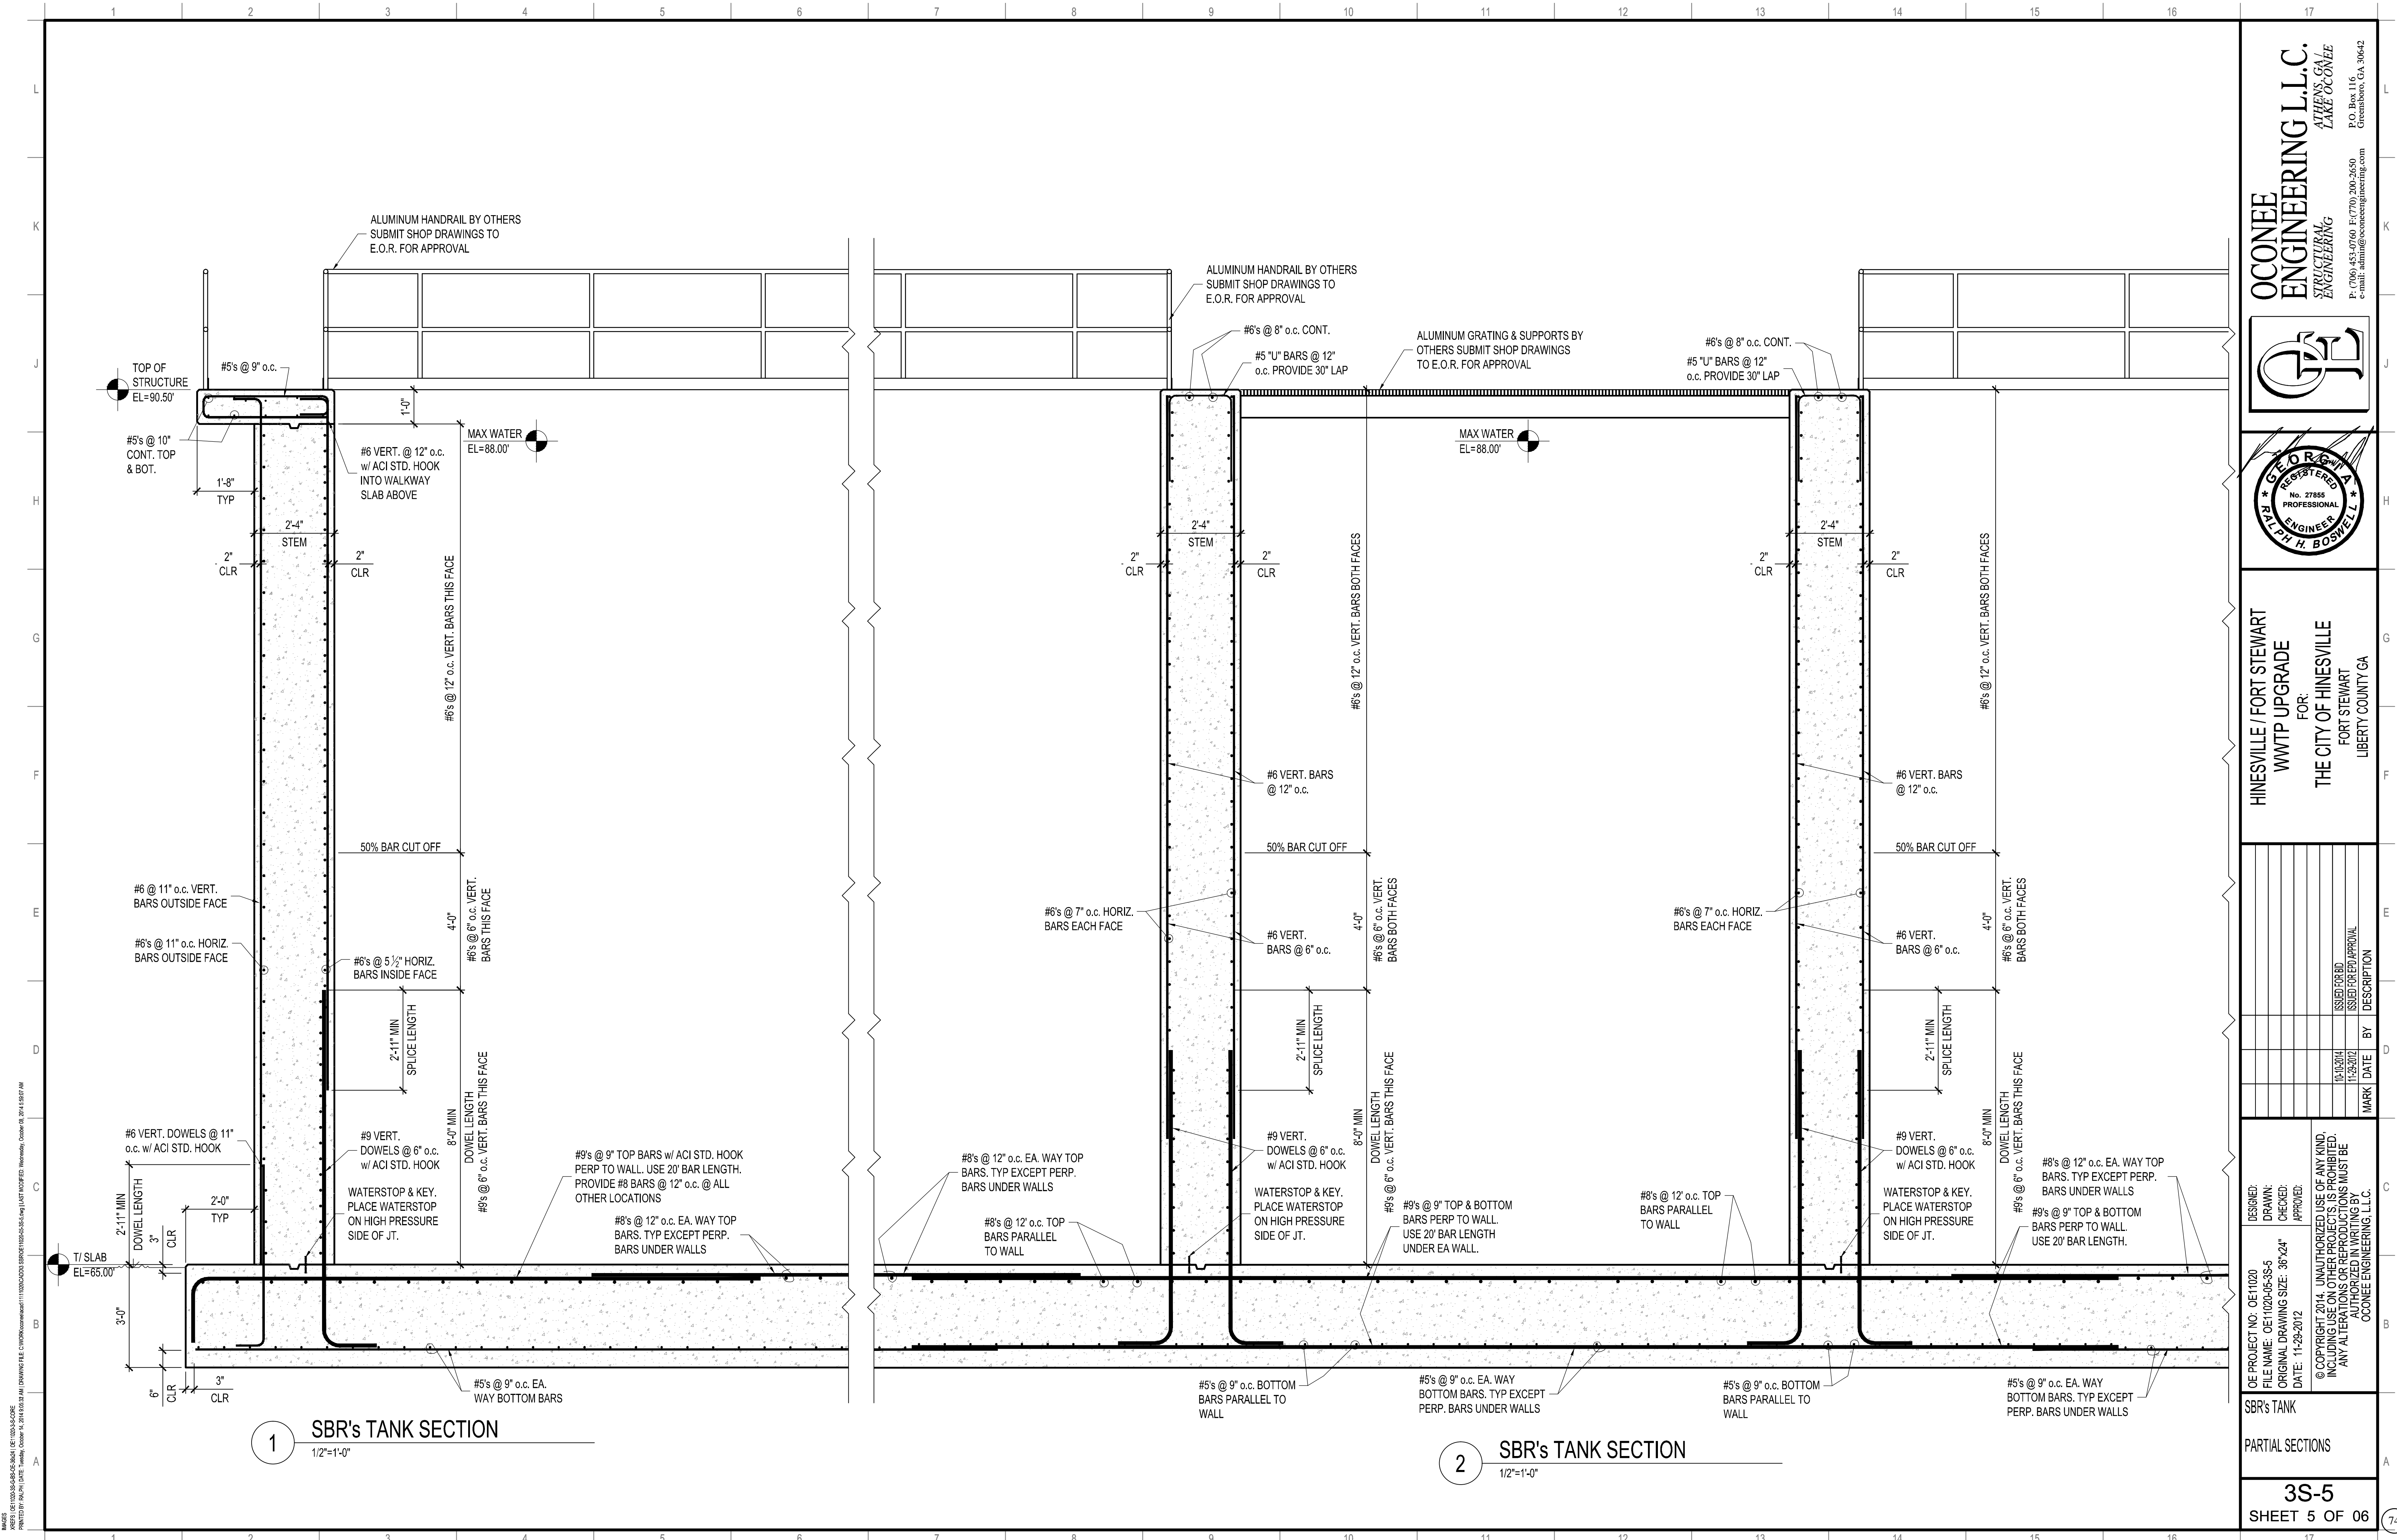 1 2 3 4 5 6 7 8 9 10 11 12 13 14 15 16 17
L
K
J
H
G
F
E
D
C
B
A
ALUMINUM HANDRAIL BY OTHERS
SUBMIT SHOP DRAWINGS TO
E.O.R. FOR APPROVAL
TOP OF
STRUCTURE
EL=90.50'
#5's @ 9" o.c.
1'-0"
#5's @ 10"
CONT. TOP
& BOT.
1'-8"
TYP
MAX WATER
EL=88.00'
#6 VERT. @ 12" o.c.
w/ ACI STD. HOOK
INTO WALKWAY
SLAB ABOVE
2'-4"
STEM
2"
CLR
2"
CLR
#6's @ 12" o.c. VERT. BARS THIS FACE
50% BAR CUT OFF
#6 @ 11" o.c. VERT.
BARS OUTSIDE FACE
#6's @ 11" o.c. HORIZ.
BARS OUTSIDE FACE
#6's @ 5 ½" HORIZ.
BARS INSIDE FACE
4'-0"
#6's @ 6" o.c. VERT.
BARS THIS FACE
2'-11" MIN
SPLICE LENGTH
8'-0" MIN
DOWEL LENGTH
#9's @ 6" o.c. VERT. BARS THIS FACE
#6 VERT. DOWELS @ 11"
o.c. w/ ACI STD. HOOK
#9 VERT.
DOWELS @ 6" o.c.
w/ ACI STD. HOOK
WATERSTOP & KEY.
PLACE WATERSTOP
ON HIGH PRESSURE
SIDE OF JT.
2'-11" MIN
DOWEL LENGTH
2'-0"
TYP
3"
CLR
T/ SLAB
EL=65.00'
3'-0"
6"
CLR
3"
CLR
#9's @ 9" TOP BARS w/ ACI STD. HOOK
PERP TO WALL. USE 20' BAR LENGTH.
PROVIDE #8 BARS @ 12" o.c. @ ALL
OTHER LOCATIONS
#8's @ 12" o.c. EA. WAY TOP
BARS. TYP EXCEPT PERP.
BARS UNDER WALLS
#5's @ 9" o.c. EA.
WAY BOTTOM BARS
1
SBR's TANK SECTION
1/2"=1'-0"
ALUMINUM HANDRAIL BY OTHERS
SUBMIT SHOP DRAWINGS TO
E.O.R. FOR APPROVAL
#6's @ 8" o.c. CONT.
#5 "U" BARS @ 12"
o.c. PROVIDE 30" LAP
ALUMINUM GRATING & SUPPORTS BY
OTHERS SUBMIT SHOP DRAWINGS
TO E.O.R. FOR APPROVAL
#6's @ 8" o.c. CONT.
#5 "U" BARS @ 12"
o.c. PROVIDE 30" LAP
MAX WATER
EL=88.00'
2'-4"
STEM
2"
CLR
2"
CLR
#6's @ 12" o.c. VERT. BARS BOTH FACES
#6 VERT. BARS
@ 12" o.c.
50% BAR CUT OFF
#6's @ 7" o.c. HORIZ.
BARS EACH FACE
#6 VERT.
BARS @ 6" o.c.
4'-0"
#6's @ 6" o.c. VERT.
BARS BOTH FACES
2'-11" MIN
SPLICE LENGTH
8'-0" MIN
DOWEL LENGTH
#9's @ 6" o.c. VERT. BARS THIS FACE
#9 VERT.
DOWELS @ 6" o.c.
w/ ACI STD. HOOK
WATERSTOP & KEY.
PLACE WATERSTOP
ON HIGH PRESSURE
SIDE OF JT.
#8's @ 12" o.c. EA. WAY TOP
BARS. TYP EXCEPT PERP.
BARS UNDER WALLS
#8's @ 12' o.c. TOP
BARS PARALLEL
TO WALL
#9's @ 9" TOP & BOTTOM
BARS PERP TO WALL.
USE 20' BAR LENGTH
UNDER EA WALL.
#5's @ 9" o.c. BOTTOM
BARS PARALLEL TO
WALL
#5's @ 9" o.c. EA. WAY
BOTTOM BARS. TYP EXCEPT
PERP. BARS UNDER WALLS
2'-4"
STEM
2"
CLR
2"
CLR
#6's @ 12" o.c. VERT. BARS BOTH FACES
#6 VERT. BARS
@ 12" o.c.
50% BAR CUT OFF
#6's @ 7" o.c. HORIZ.
BARS EACH FACE
#6 VERT.
BARS @ 6" o.c.
4'-0"
#6's @ 6" o.c. VERT.
BARS BOTH FACES
2'-11" MIN
SPLICE LENGTH
8'-0" MIN
DOWEL LENGTH
#9's @ 6" o.c. VERT. BARS THIS FACE
#9 VERT.
DOWELS @ 6" o.c.
w/ ACI STD. HOOK
WATERSTOP & KEY.
PLACE WATERSTOP
ON HIGH PRESSURE
SIDE OF JT.
#8's @ 12' o.c. TOP
BARS PARALLEL
TO WALL
#8's @ 12" o.c. EA. WAY TOP
BARS. TYP EXCEPT PERP.
BARS UNDER WALLS
#9's @ 9" TOP & BOTTOM
BARS PERP TO WALL.
USE 20' BAR LENGTH.
#5's @ 9" o.c. BOTTOM
BARS PARALLEL TO
WALL
#5's @ 9" o.c. EA. WAY
BOTTOM BARS. TYP EXCEPT
PERP. BARS UNDER WALLS
2
SBR's TANK SECTION
1/2"=1'-0"
OCONEE
ENGINEERING L.L.C.
STRUCTURAL
ENGINEERING
ATHENS, GA /
LAKE OCONEE
P: (706) 453-0760 F:(770) 200-2650
e-mail: admin@oconeeengineering.com
P.O. Box 116
Greensboro, GA 30642
OE
GEORGIA
REGISTERED
No. 27855
PROFESSIONAL
ENGINEER
RALPH H. BOSWELL
HINESVILLE / FORT STEWART
WWTP UPGRADE
FOR:
THE CITY OF HINESVILLE
FORT STEWART
LIBERTY COUNTY GA
10-10-2014 ISSUED FOR BID
11-29-2012 ISSUED FOR EPD APPROVAL
MARK DATE BY DESCRIPTION
DESIGNED:
DRAWN:
CHECKED:
APPROVED:
OE PROJECT NO: OE11020
FILE NAME: OE11020-05-3S-5
ORIGINAL DRAWING SIZE: 36"x24"
DATE: 11-29-2012
© COPYRIGHT 2014. UNAUTHORIZED USE OF ANY KIND,
INCLUDING USE ON OTHER PROJECTS, IS PROHIBITED.
ANY ALTERATIONS OR REPRODUCTIONS MUST BE
AUTHORIZED IN WRITING BY
OCONEE ENGINEERING, L.L.C.
SBR's TANK
PARTIAL SECTIONS
3S-5
SHEET 5 OF 06
IMAGES